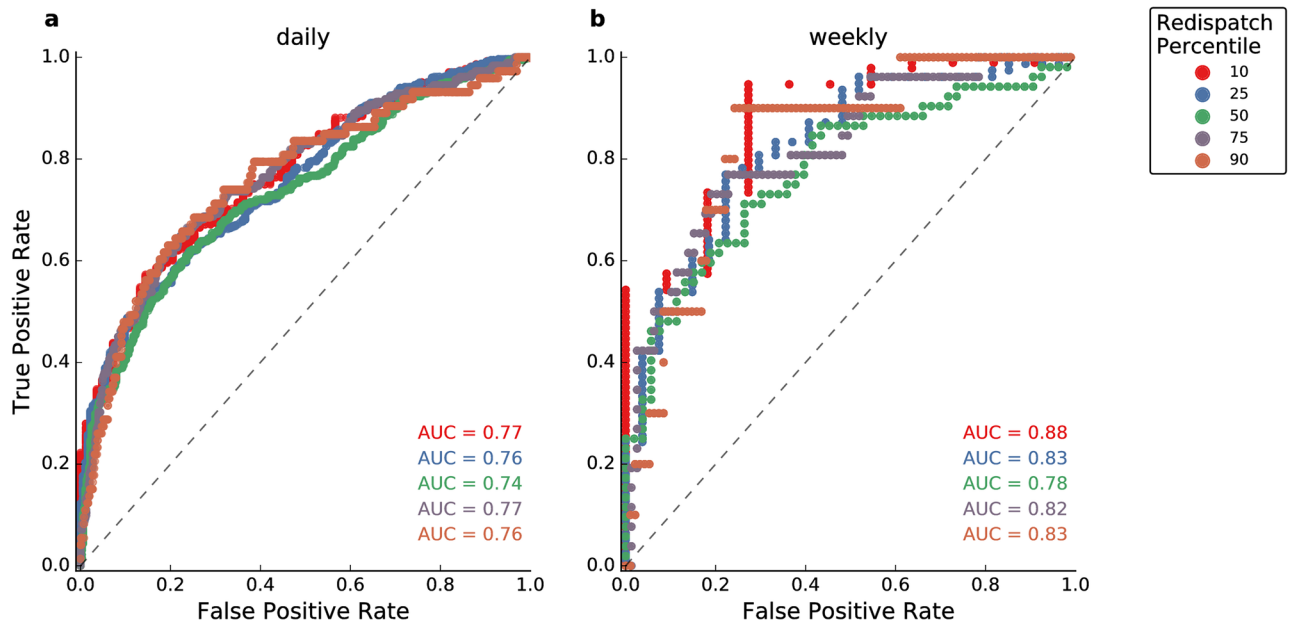 a
daily
1.0
0.8
0.6
0.4
0.2
0.0
True Positive Rate
AUC = 0.77
AUC = 0.76
AUC = 0.74
AUC = 0.77
AUC = 0.76
0.0 0.2 0.4 0.6 0.8 1.0
False Positive Rate
b
weekly
1.0
0.8
0.6
0.4
0.2
0.0
AUC = 0.88
AUC = 0.83
AUC = 0.78
AUC = 0.82
AUC = 0.83
0.0 0.2 0.4 0.6 0.8 1.0
False Positive Rate
Redispatch
Percentile
10
25
50
75
90